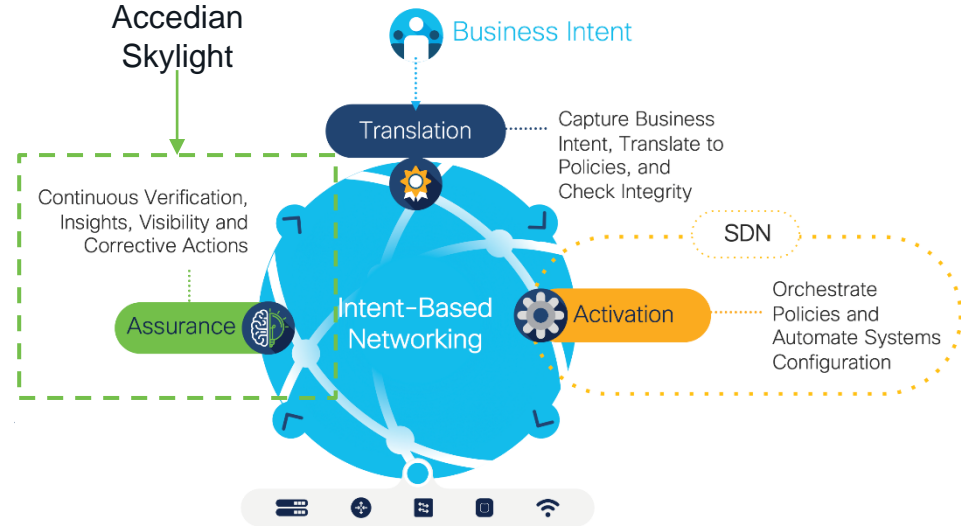 Accedian
Skylight
Business Intent
Translation
Capture Business
Intent, Translate to
Policies, and
Check Integrity
Continuous Verification,
Insights, Visibility and
Corrective Actions
SDN
Assurance
Intent-Based
Networking
Activation
Orchestrate
Policies and
Automate Systems
Configuration